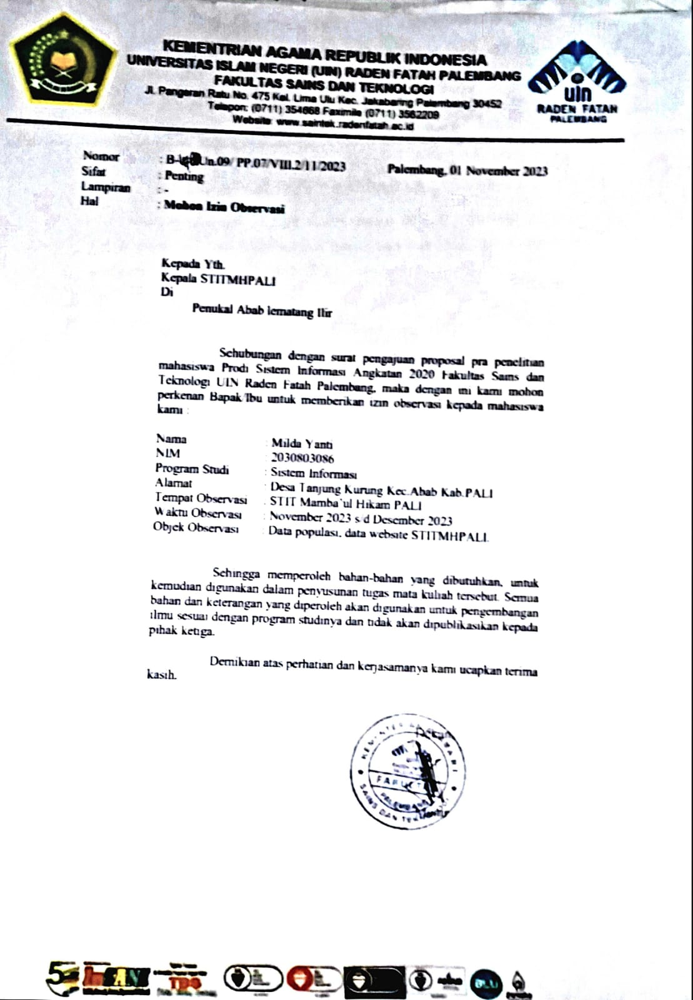 KEMENTRIAN AGAMA REPUBLIK INDONESIA
UNIVERSITAS ISLAM NEGERI (UIN) RADEN FATAH PALEMBANG
FAKULTAS SAINS DAN TEKNOLOGI
Jl. Pangeran Ratu No. 475 Kel. Lima Ulu Kec. Jakabaring Palembang 30452
Telepon: (0711) 354668 Faximile (0711) 3562209
Website: www.saintek.radenfatah.ac.id
uin
RADEN FATAH
PALEMBANG
Nomor : B- Un.09/ PP.07/VIII.2/11/2023 Palembang, 01 November 2023
Sifat : Penting
Lampiran : -
Hal : Mohon Izin Observasi
Kepada Yth.
Kepala STITMHPALI
Di
Penukal Abab lematang Ilir
Sehubungan dengan surat pengajuan proposal pra penelitian
mahasiswa Prodi Sistem Informasi Angkatan 2020 Fakultas Sains dan
Teknologi UIN Raden Fatah Palembang, maka dengan ini kami mohon
perkenan Bapak/Ibu untuk memberikan izin observasi kepada mahasiswa
kami :
Nama : Milda Yanti
NIM : 2030803086
Program Studi : Sistem Informasi
Alamat : Desa Tanjung Kurung Kec.Abab Kab.PALI
Tempat Observasi : STIT Mamba`ul Hikam PALI
Waktu Observasi : November 2023 s/d Desember 2023
Objek Observasi : Data populasi, data website STITMHPALI.
Sehingga memperoleh bahan-bahan yang dibutuhkan, untuk
kemudian digunakan dalam penyusunan tugas mata kuliah tersebut. Semua
bahan dan keterangan yang diperoleh akan digunakan untuk pengembangan
ilmu sesuai dengan program studinya dan tidak akan dipublikasikan kepada
pihak ketiga.
Demikian atas perhatian dan kerjasamanya kami ucapkan terima
kasih.
PALEMBANG
SAINS DAN
BLU